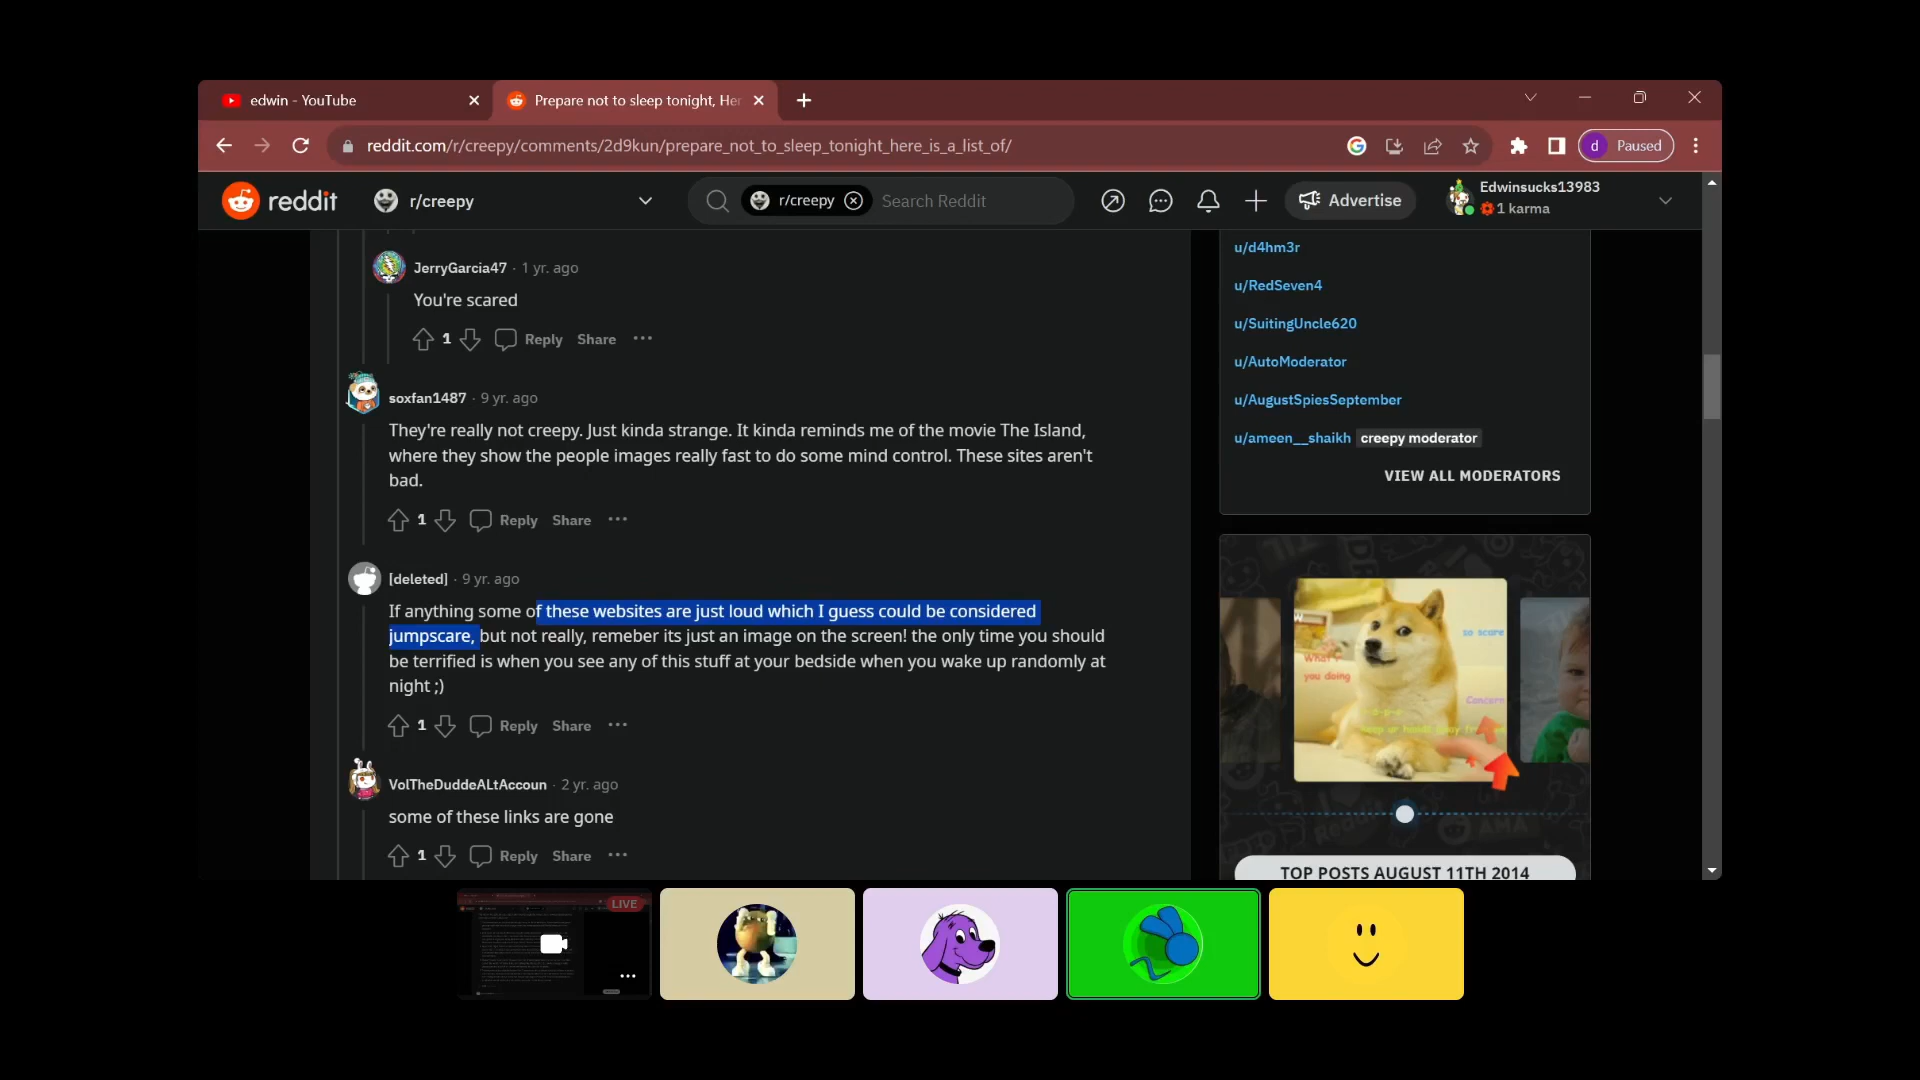 edwin - YouTube
Prepare not to sleep tonight, Her
reddit.com/r/creepy/comments/2d9kun/prepare_not_to_sleep_tonight_here_is_a_list_of/
d Paused
reddit
r/creepy
r/creepy Search Reddit
Advertise
Edwinsucks13983
1 karma
JerryGarcia47 · 1 yr. ago
You're scared
1 Reply Share
soxfan1487 · 9 yr. ago
They're really not creepy. Just kinda strange. It kinda reminds me of the movie The Island,
where they show the people images really fast to do some mind control. These sites aren't
bad.
1 Reply Share
[deleted] · 9 yr. ago
If anything some of these websites are just loud which I guess could be considered
jumpscare, but not really, remeber its just an image on the screen! the only time you should
be terrified is when you see any of this stuff at your bedside when you wake up randomly at
night ;)
1 Reply Share
VolTheDuddeALtAccoun · 2 yr. ago
some of these links are gone
1 Reply Share
u/d4hm3r
u/RedSeven4
u/SuitingUncle620
u/AutoModerator
u/AugustSpiesSeptember
u/ameen__shaikh creepy moderator
VIEW ALL MODERATORS
so scare
What r
you doing
Concern
TOP POSTS AUGUST 11TH 2014
LIVE